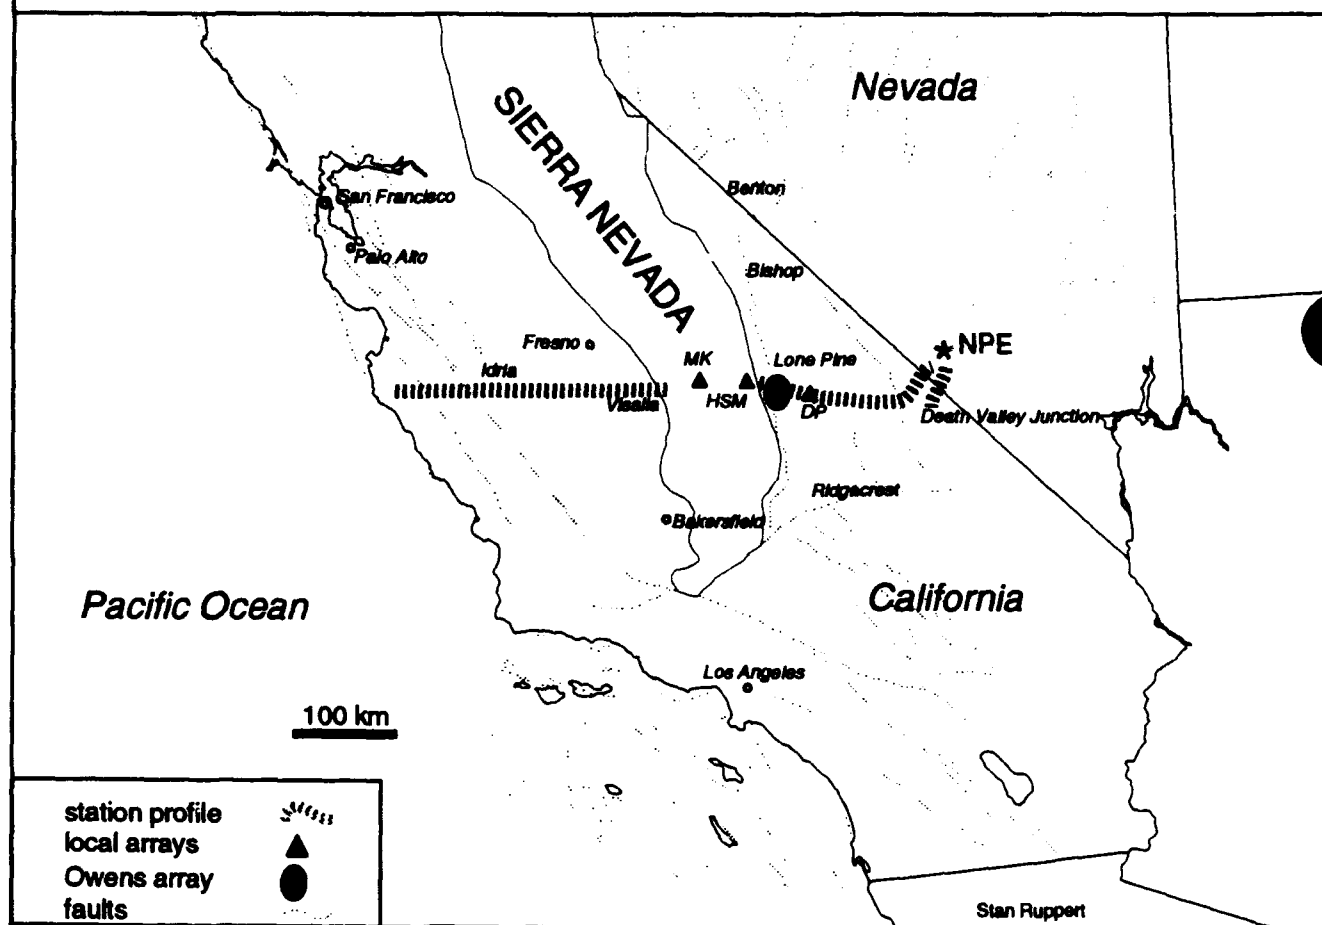 Nevada
SIERRA NEVADA
Benton
San Francisco
Palo Alto
Bishop
Fresno
NPE
MK
Lone Pine
Idria
Visalia
HSM
DP
Death Valley Junction
Ridgecrest
Bakersfield
Pacific Ocean
California
Los Angeles
100 km
station profile
local arrays
Owens array
faults
Stan Ruppert